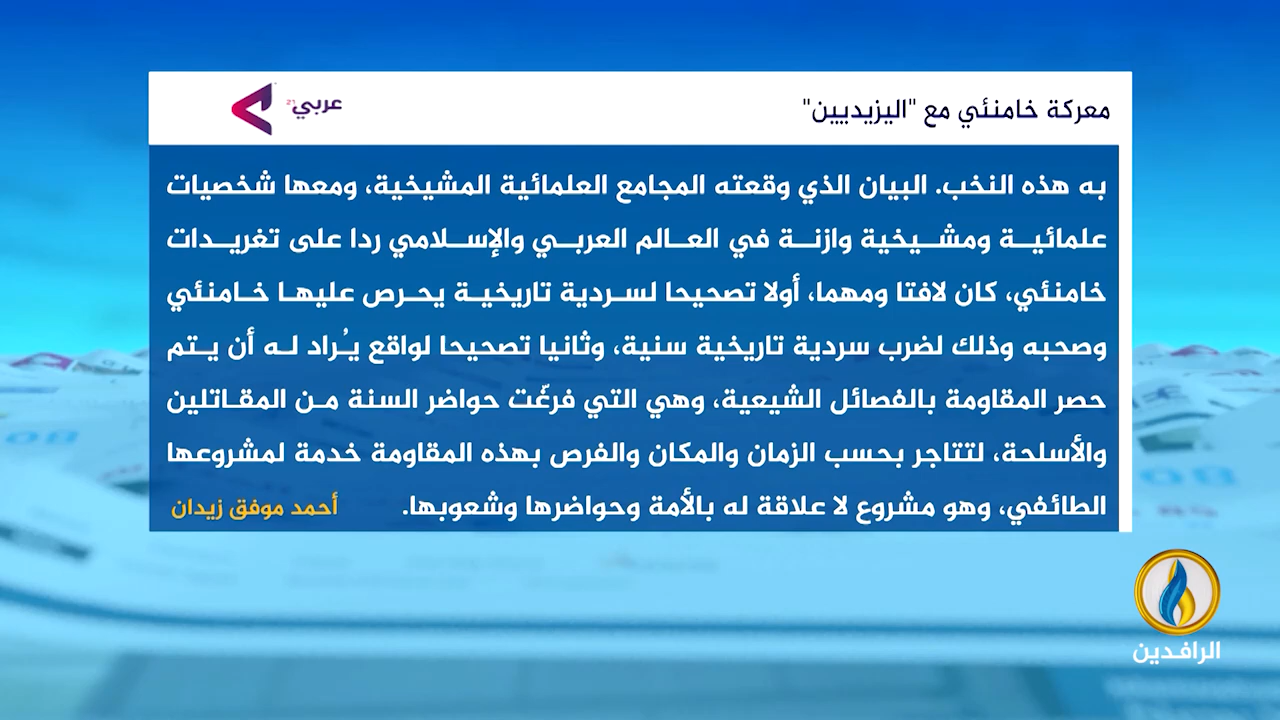 معركة خامنئي مع "اليزيديين"
عربي21
به هذه النخب. البيان الذي وقعته المجامع العلمائية المشيخية، ومعها شخصيات
علمائية ومشيخية وازنة في العالم العربي والإسلامي ردا على تغريدات
خامنئي، كان لافتا ومهما، أولا تصحيحا لسردية تاريخية يحرص عليها خامنئي
وصحبه وذلك لضرب سردية تاريخية سنية، وثانيا تصحيحا لواقع يُراد له أن يتم
حصر المقاومة بالفصائل الشيعية، وهي التي فرغّت حواضر السنة من المقاتلين
والأسلحة، لتتاجر بحسب الزمان والمكان والفرص بهذه المقاومة خدمة لمشروعها
الطائفي، وهو مشروع لا علاقة له بالأمة وحواضرها وشعوبها.
أحمد موفق زيدان
الرافدين